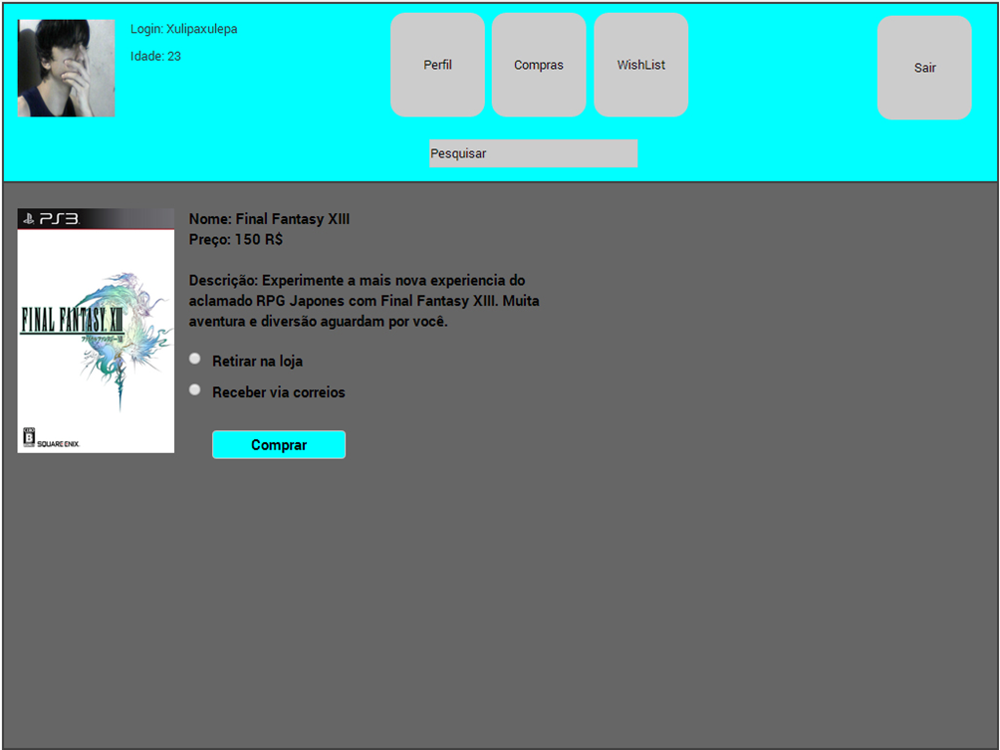 Login: Xulipaxulepa
Idade: 23
Perfil
Compras
WishList
Sair
Pesquisar
PS3
FINAL FANTASY XIII
SQUARE ENIX
Nome: Final Fantasy XIII
Preço: 150 R$
Descrição: Experimente a mais nova experiencia do
aclamado RPG Japones com Final Fantasy XIII. Muita
aventura e diversão aguardam por você.
Retirar na loja
Receber via correios
Comprar